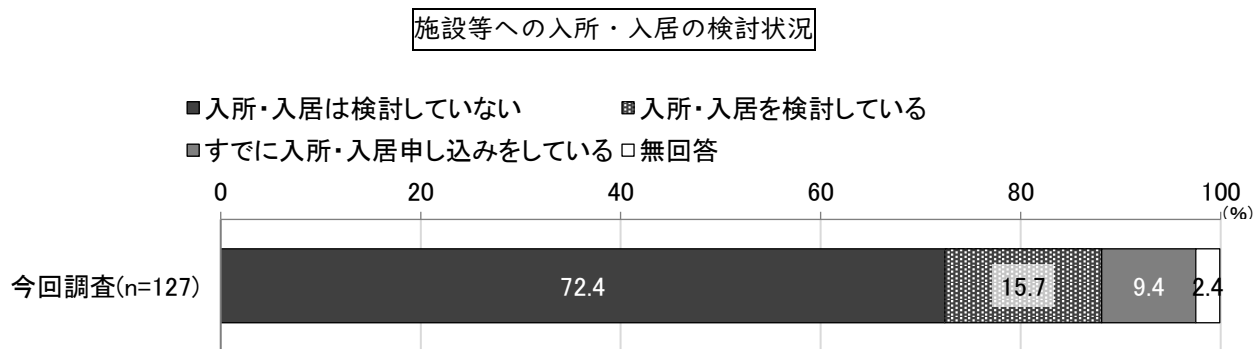 施設等への入所・入居の検討状況
■入所・入居は検討していない ■入所・入居を検討している
■すでに入所・入居申し込みをしている □無回答
0 20 40 60 80 100
(%)
今回調査(n=127) 72.4 15.7 9.4 2.4